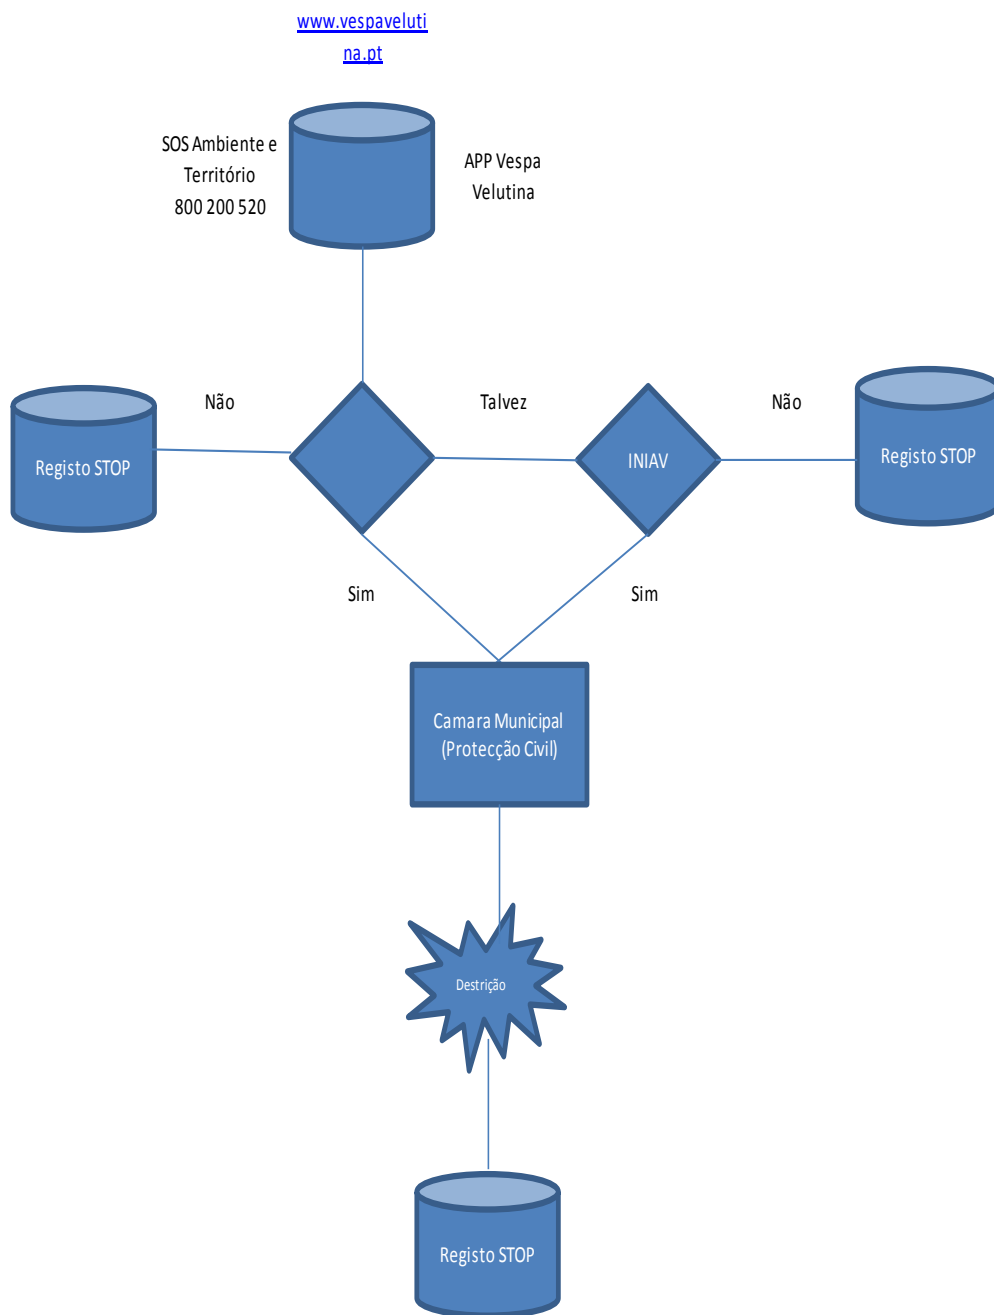 www.vespaveluti
na.pt
SOS Ambiente e
Território
800 200 520
APP Vespa
Velutina
Não
Talvez
Não
Registo STOP
INIAV
Registo STOP
Sim
Sim
Camara Municipal
(Protecção Civil)
Destrição
Registo STOP